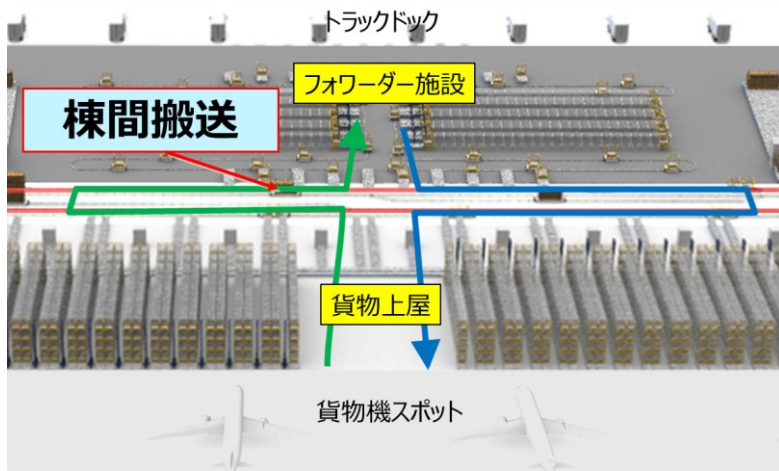 トラックドック
フォワーダー施設
棟間搬送
貨物上屋
貨物機スポット